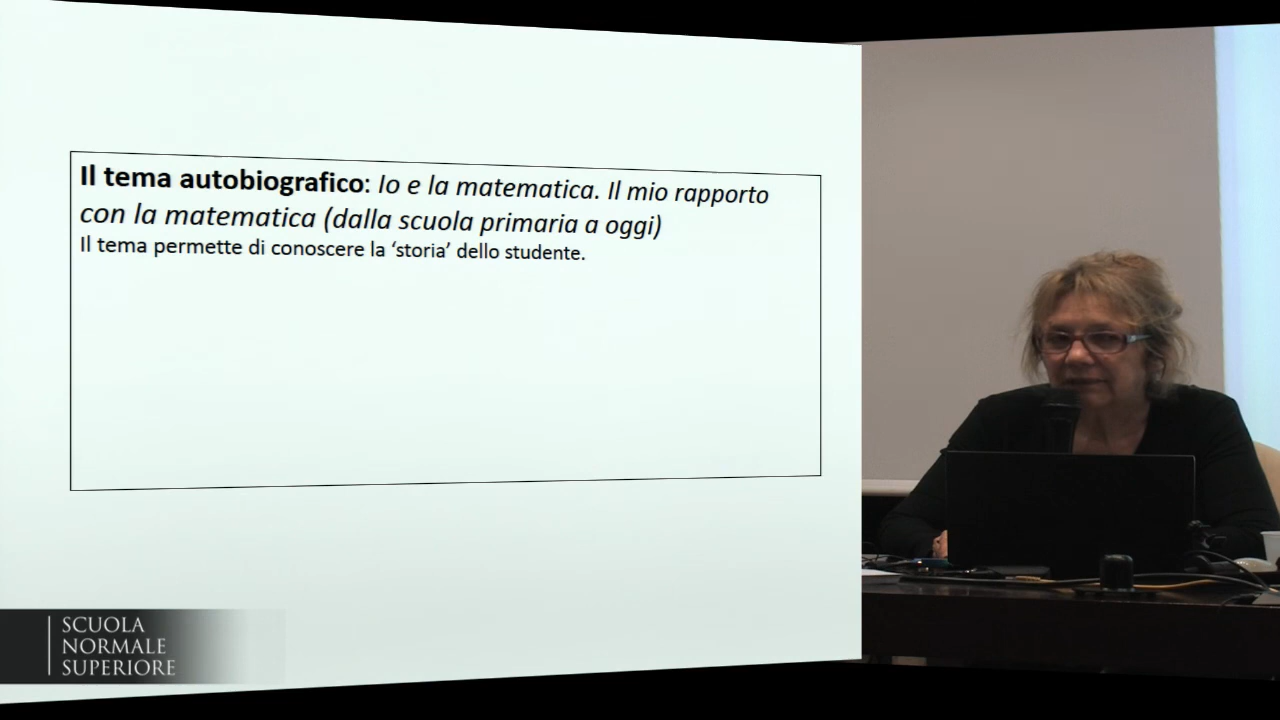 Il tema autobiografico: Io e la matematica. Il mio rapporto
con la matematica (dalla scuola primaria a oggi)
Il tema permette di conoscere la ‘storia’ dello studente.
SCUOLA
NORMALE
SUPERIORE